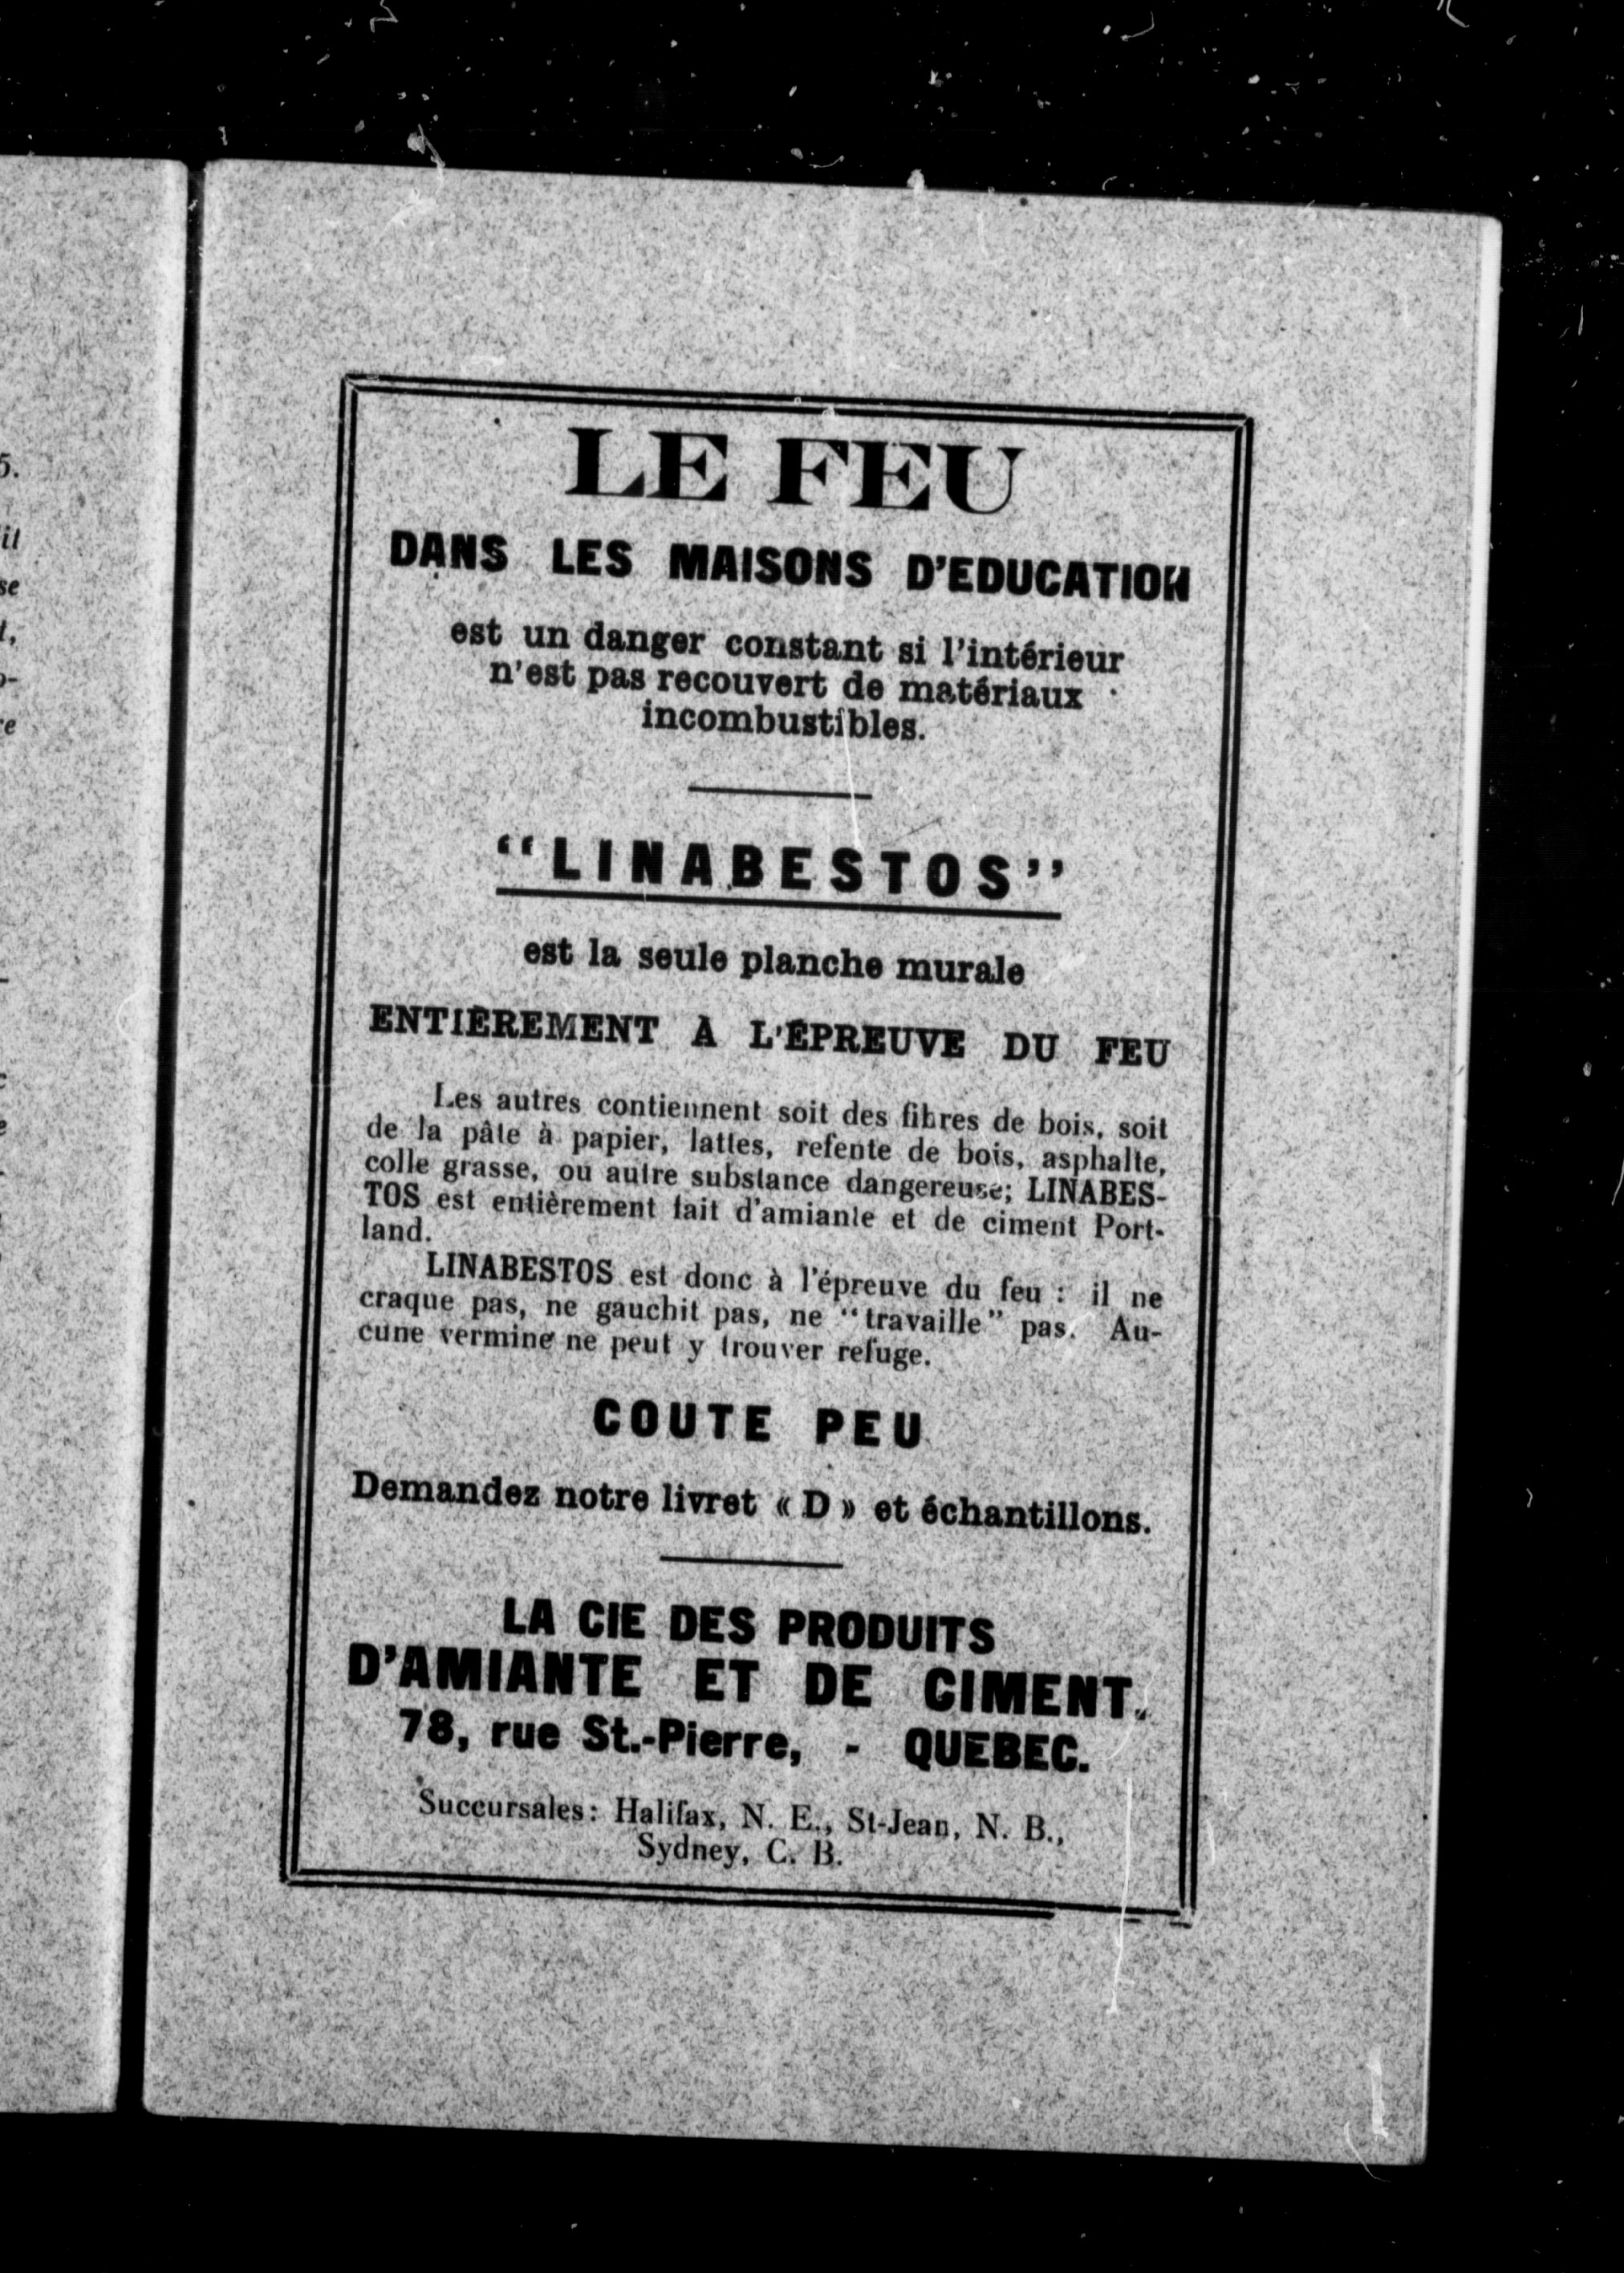 LE FEU
DANS LES MAISONS D'EDUCATION
est un danger constant si l'intérieur
n'est pas recouvert de matériaux
incombustibles.
"LINABESTOS"
est la seule planche murale
ENTIÈREMENT À L'ÉPREUVE DU FEU
Les autres contiennent soit des fibres de bois, soit
de la pâte à papier, lattes, refente de bois, asphalte,
colle grasse, ou autre substance dangereuse; LINABES-
TOS est entièrement fait d'amiante et de ciment Port-
land.
LINABESTOS est donc à l'épreuve du feu : il ne
craque pas, ne gauchit pas, ne "travaille" pas. Au-
cune vermine ne peut y trouver refuge.
COUTE PEU
Demandez notre livret « D » et échantillons.
LA CIE DES PRODUITS
D'AMIANTE ET DE CIMENT.
78, rue St.-Pierre, - QUEBEC.
Succursales: Halifax, N. E., St-Jean, N. B.,
Sydney, C. B.